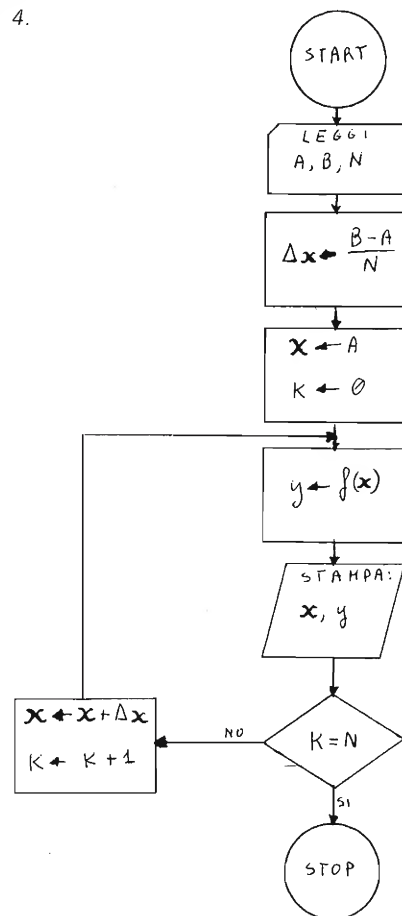 4.
START
LEGGI
A, B, N
Δx ← B-A
N
x ← A
K ← 0
y ← f(x)
STAMPA:
x, y
x ← x+Δx
K ← K+1
NO
K=N
SI
STOP